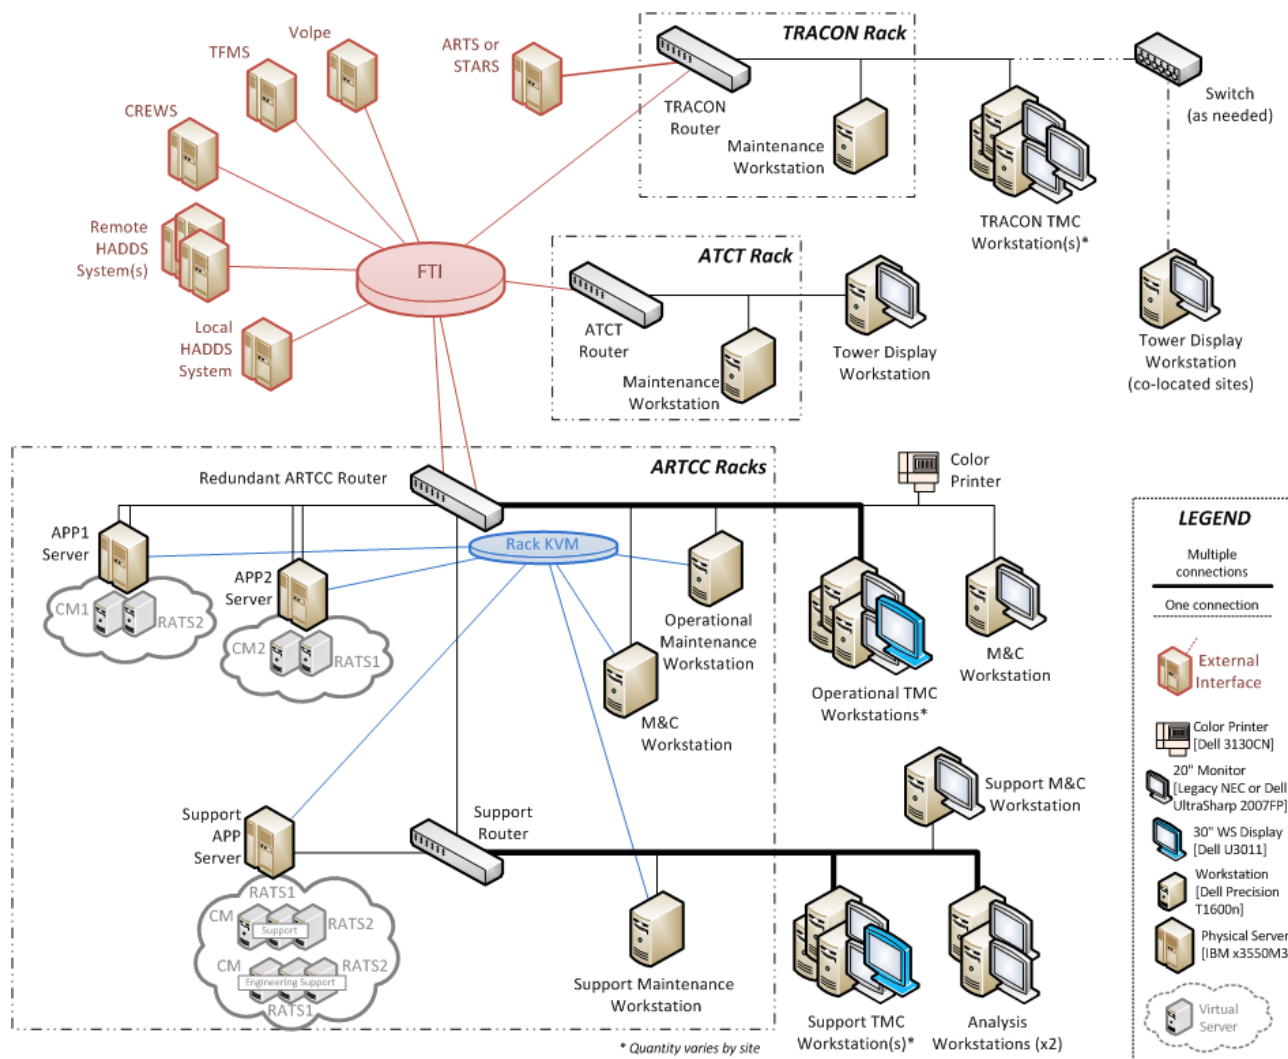 Volpe
TFMS
CREWS
Remote
HADDS
System(s)
Local
HADDS
System
FTI
ARTS or
STARS
TRACON Rack
TRACON
Router
Maintenance
Workstation
TRACON TMC
Workstation(s)*
Switch
(as needed)
Tower Display
Workstation
(co-located sites)
ATCT Rack
ATCT
Router
Maintenance
Workstation
Tower Display
Workstation
ARTCC Racks
Redundant ARTCC Router
APP1
Server
CM1
RATS2
APP2
Server
CM2
RATS1
Rack KVM
Operational
Maintenance
Workstation
M&C
Workstation
Color
Printer
Operational TMC
Workstations*
M&C
Workstation
Support
APP
Server
Support
Router
Support M&C
Workstation
RATS1
CM
RATS2
Support
CM
RATS2
Engineering Support
RATS1
Support Maintenance
Workstation
Support TMC
Workstation(s)*
Analysis
Workstations (x2)
* Quantity varies by site
LEGEND
Multiple
connections
One connection
External
Interface
Color Printer
[Dell 3130CN]
20" Monitor
[Legacy NEC or Dell
UltraSharp 2007FP]
30" WS Display
[Dell U3011]
Workstation
[Dell Precision
T1600n]
Physical Server
[IBM x3550M3
Virtual
Server